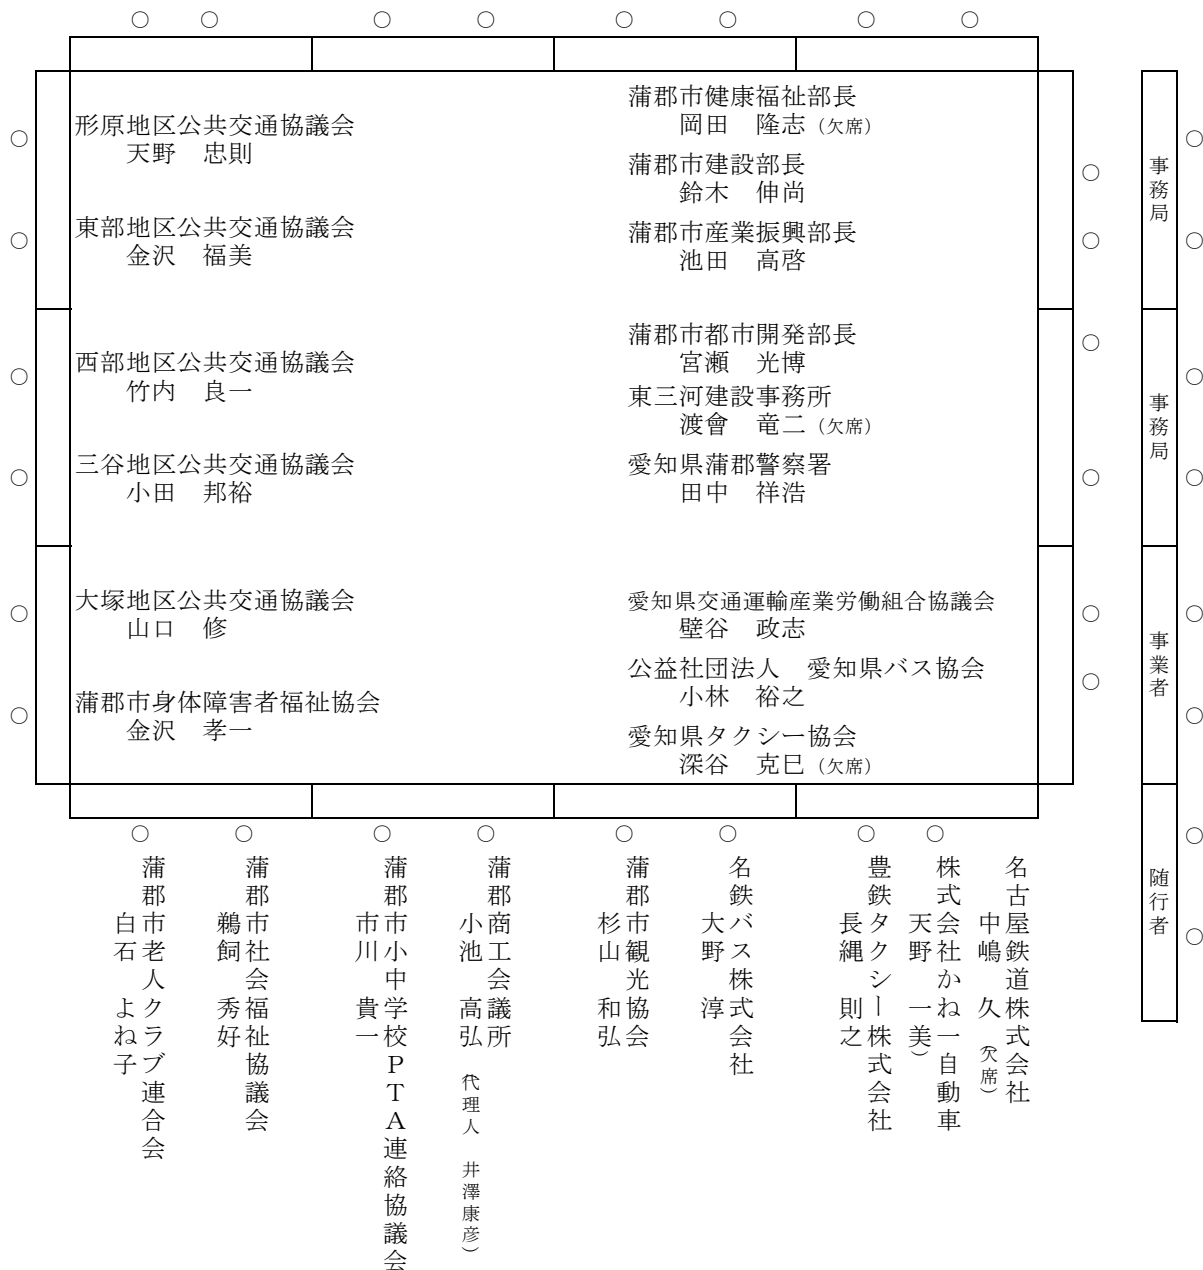 形原地区公共交通協議会
天野　忠則
東部地区公共交通協議会
金沢　福美
西部地区公共交通協議会
竹内　良一
三谷地区公共交通協議会
小田　邦裕
大塚地区公共交通協議会
山口　修
蒲郡市身体障害者福祉協会
金沢　孝一
蒲郡市健康福祉部長
岡田　隆志（欠席）
蒲郡市建設部長
鈴木　伸尚
蒲郡市産業振興部長
池田　高啓
蒲郡市都市開発部長
宮瀬　光博
東三河建設事務所
渡會　竜二（欠席）
愛知県蒲郡警察署
田中　祥浩
愛知県交通運輸産業労働組合協議会
壁谷　政志
公益社団法人　愛知県バス協会
小林　裕之
愛知県タクシー協会
深谷　克巳（欠席）
事務局
事務局
事業者
随行者
名古屋鉄道株式会社
中嶋　久（欠席）
株式会社かね一自動車
天野　一美）
豊鉄タクシー株式会社
長縄　則之
名鉄バス株式会社
大野　淳
蒲郡市観光協会
杉山　和弘
蒲郡商工会議所
小池　高弘（代理人　井澤康彦）
蒲郡市小中学校ＰＴＡ連絡協議会
市川　貴一
蒲郡市社会福祉協議会
鵜飼　秀好
蒲郡市老人クラブ連合会
白石　よね子